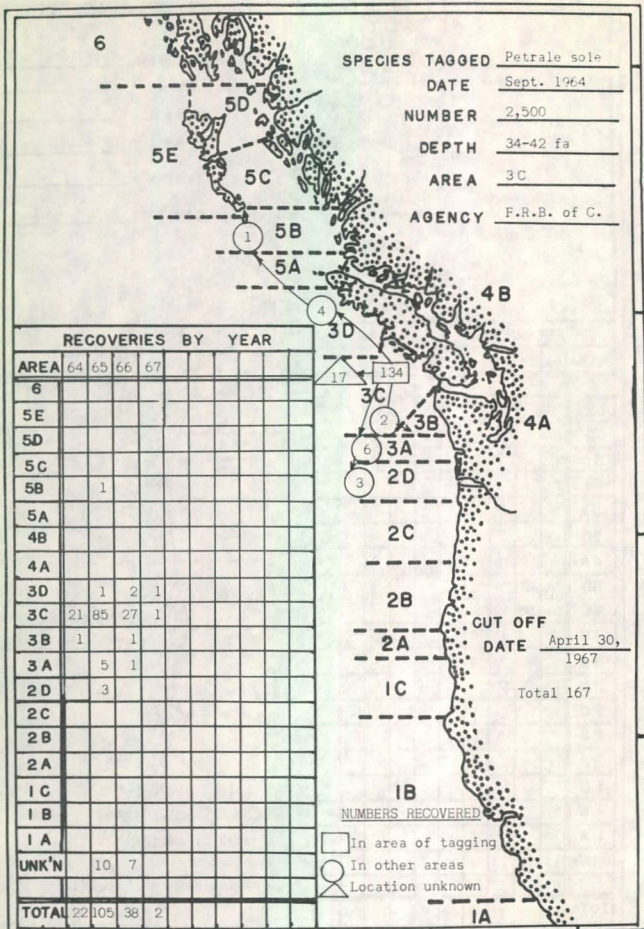 SPECIES TAGGED Petrale sole
DATE Sept. 1964
NUMBER 2,500
DEPTH 34-42 fa
AREA 3C
AGENCY F.R.B. of C.
6
5D
5E
5C
5B
1
5A
4
3D
4B
17
134
3C
2
3B
4A
6
3A
3
2D
2C
2B
2A
1C
1B
1A
CUT OFF
DATE April 30,
1967
Total 167
RECOVERIES BY YEAR
AREA 64 65 66 67
6
5E
5D
5C
5B 1
5A
4B
4A
3D 1 2 1
3C 21 85 27 1
3B 1 1
3A 5 1
2D 3
2C
2B
2A
1C
1B
1A
UNK'N 10 7
TOTAL 22 105 38 2
NUMBERS RECOVERED
In area of tagging
In other areas
Location unknown